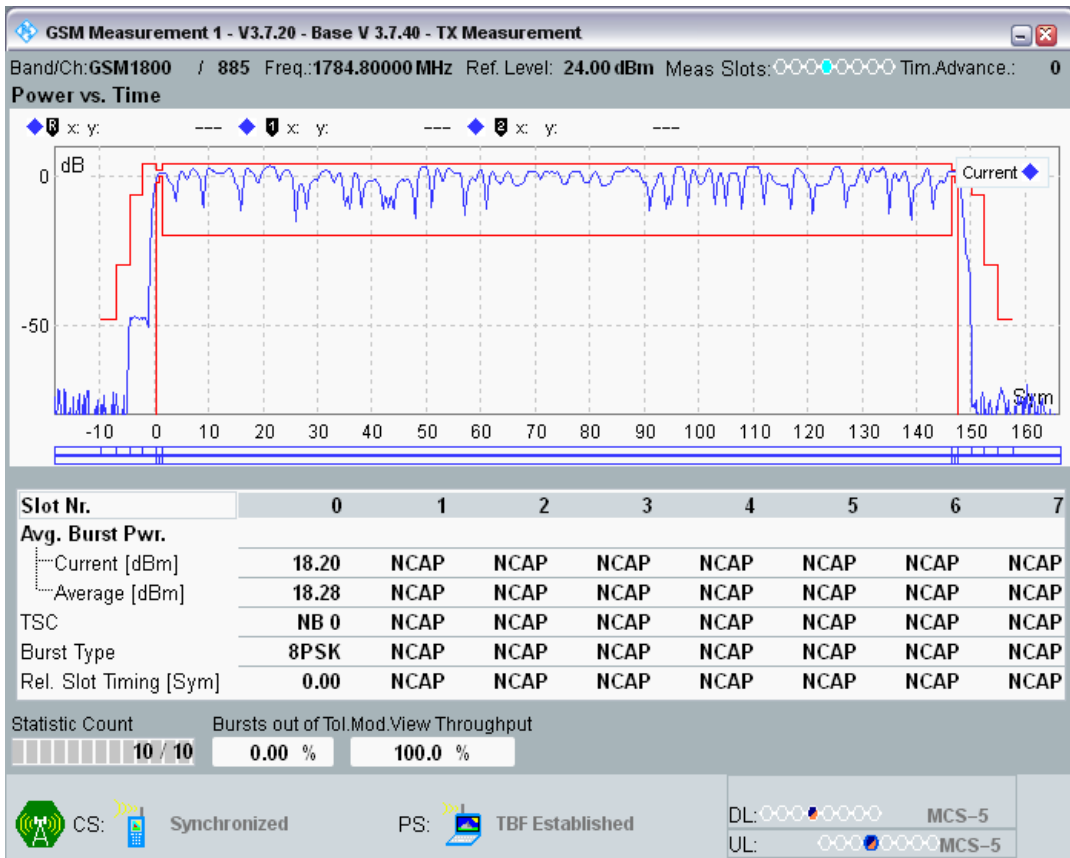 GSM Measurement 1 - V3.7.20 - Base V 3.7.40 - TX Measurement
Band/Ch:GSM1800 / 885 Freq.:1784.80000 MHz Ref. Level: 24.00 dBm Meas Slots: Tim.Advance.: 0
Power vs. Time
R x: y: --- 1 x: y: --- 2 x: y: ---
dB
0
Current
-50
Sym
-10 0 10 20 30 40 50 60 70 80 90 100 110 120 130 140 150 160
Slot Nr. 0 1 2 3 4 5 6 7
Avg. Burst Pwr.
Current [dBm] 18.20 NCAP NCAP NCAP NCAP NCAP NCAP NCAP
Average [dBm] 18.28 NCAP NCAP NCAP NCAP NCAP NCAP NCAP
TSC NB 0 NCAP NCAP NCAP NCAP NCAP NCAP NCAP
Burst Type 8PSK NCAP NCAP NCAP NCAP NCAP NCAP NCAP
Rel. Slot Timing [Sym] 0.00 NCAP NCAP NCAP NCAP NCAP NCAP NCAP
Statistic Count Bursts out of Tol.Mod.View Throughput
10 / 10 0.00 % 100.0 %
CS: Synchronized PS: TBF Established
DL: MCS-5
UL: MCS-5